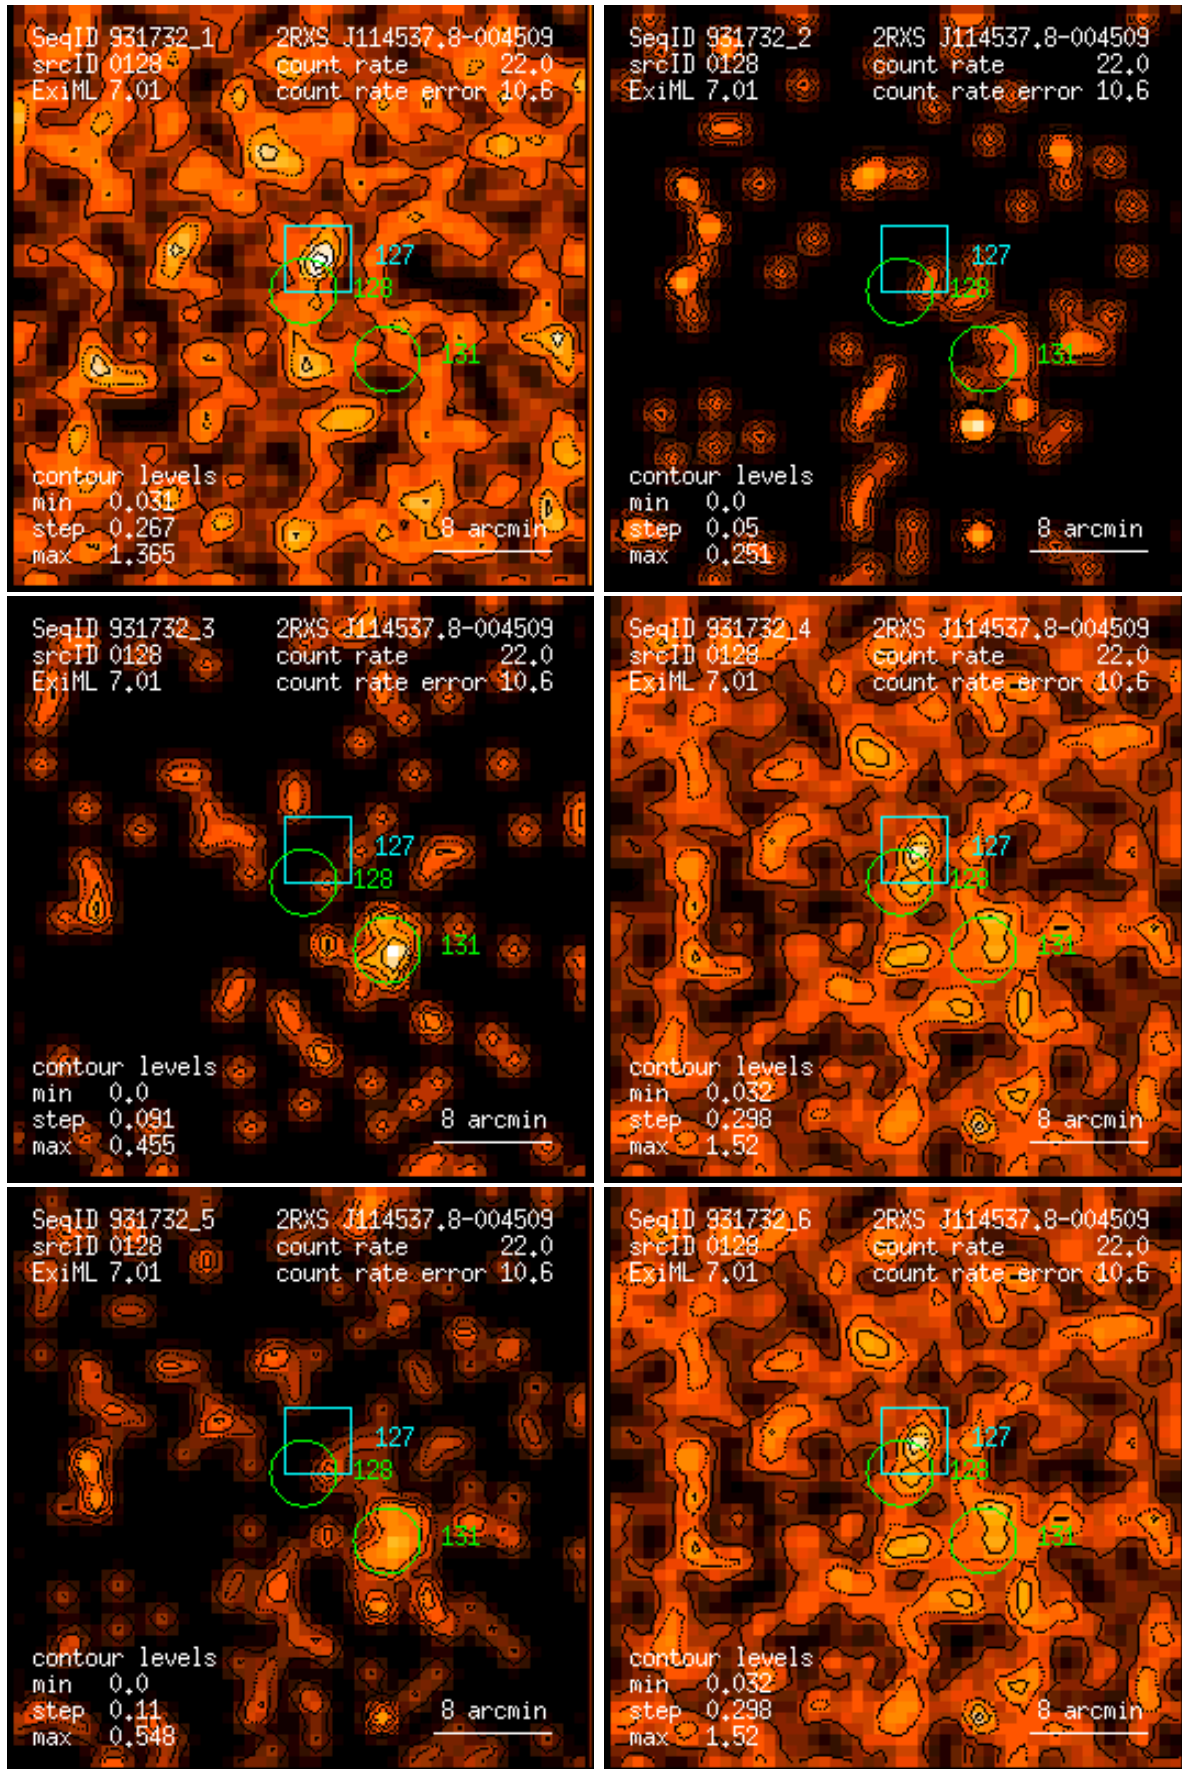 SeqID 931732_1 2RXS J114537.8-004509
srcID 0128 count rate 22.0
ExiML 7.01 count rate error 10.6
127
128
131
contour levels
min 0.031
step 0.267 8 arcmin
max 1.365
SeqID 931732_2 2RXS J114537.8-004509
srcID 0128 count rate 22.0
ExiML 7.01 count rate error 10.6
127
128
131
contour levels
min 0.0
step 0.05 8 arcmin
max 0.251
SeqID 931732_3 2RXS J114537.8-004509
srcID 0128 count rate 22.0
ExiML 7.01 count rate error 10.6
127
128
131
contour levels
min 0.0
step 0.091 8 arcmin
max 0.455
SeqID 931732_4 2RXS J114537.8-004509
srcID 0128 count rate 22.0
ExiML 7.01 count rate error 10.6
127
128
131
contour levels
min 0.032
step 0.298 8 arcmin
max 1.52
SeqID 931732_5 2RXS J114537.8-004509
srcID 0128 count rate 22.0
ExiML 7.01 count rate error 10.6
127
128
131
contour levels
min 0.0
step 0.11 8 arcmin
max 0.548
SeqID 931732_6 2RXS J114537.8-004509
srcID 0128 count rate 22.0
ExiML 7.01 count rate error 10.6
127
128
131
contour levels
min 0.032
step 0.298 8 arcmin
max 1.52